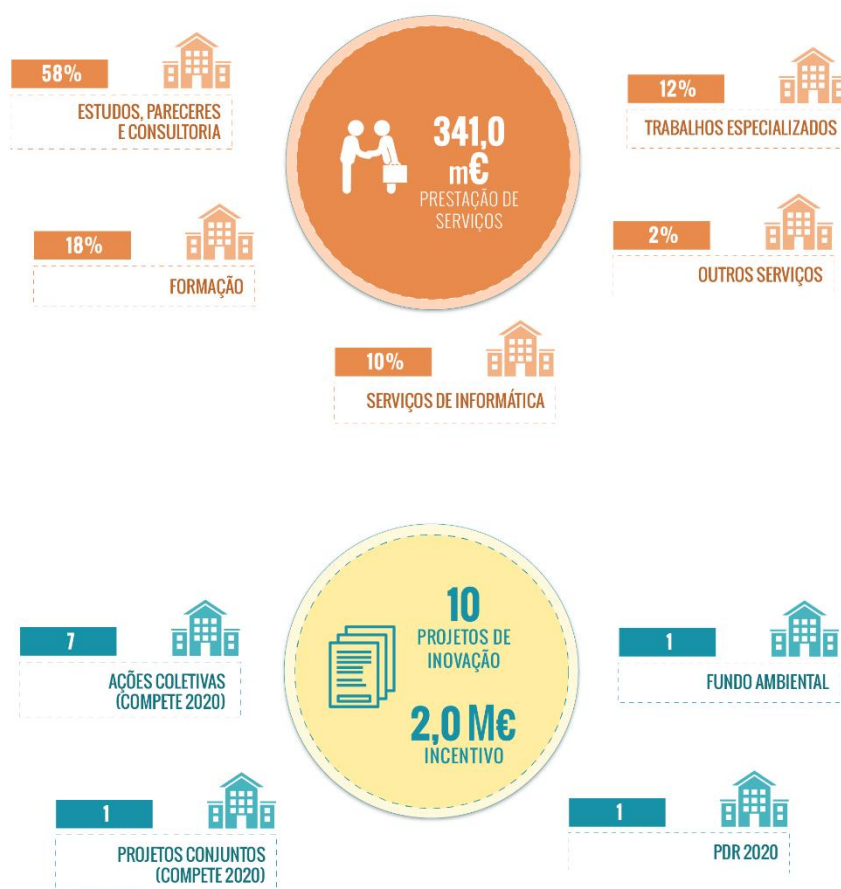 58%
ESTUDOS, PARECERES
E CONSULTORIA
18%
FORMAÇÃO
341,0
m€
PRESTAÇÃO DE
SERVIÇOS
12%
TRABALHOS ESPECIALIZADOS
2%
OUTROS SERVIÇOS
10%
SERVIÇOS DE INFORMÁTICA
7
AÇÕES COLETIVAS
(COMPETE 2020)
1
PROJETOS CONJUNTOS
(COMPETE 2020)
10
PROJETOS DE
INOVAÇÃO
2,0 M€
INCENTIVO
1
FUNDO AMBIENTAL
1
PDR 2020